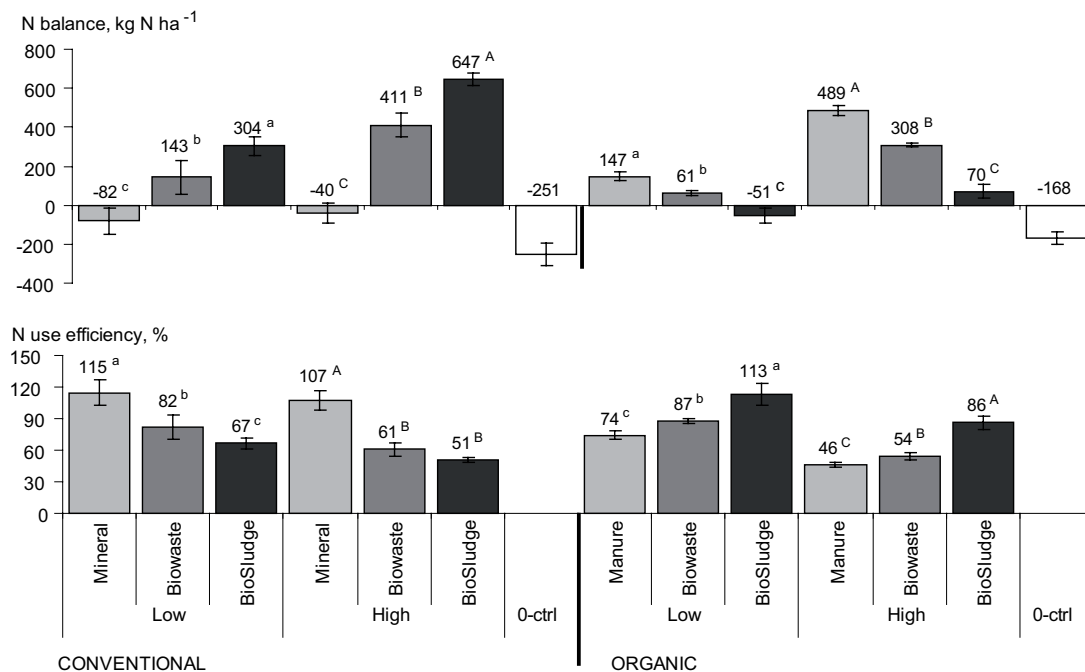 N balance, kg N ha -1
800
600
400
200
0
-200
-400
-82 c
143 b
304 a
-40 C
411 B
647 A
-251
147 a
61 b
-51 C
489 A
308 B
70 C
-168
N use efficiency, %
150
120
90
60
30
0
115 a
82 b
67 c
107 A
61 B
51 B
74 c
87 b
113 a
46 C
54 B
86 A
Mineral
Biowaste
BioSludge
Mineral
Biowaste
BioSludge
Manure
Biowaste
BioSludge
Manure
Biowaste
BioSludge
Low
High
0-ctrl
Low
High
0-ctrl
CONVENTIONAL
ORGANIC